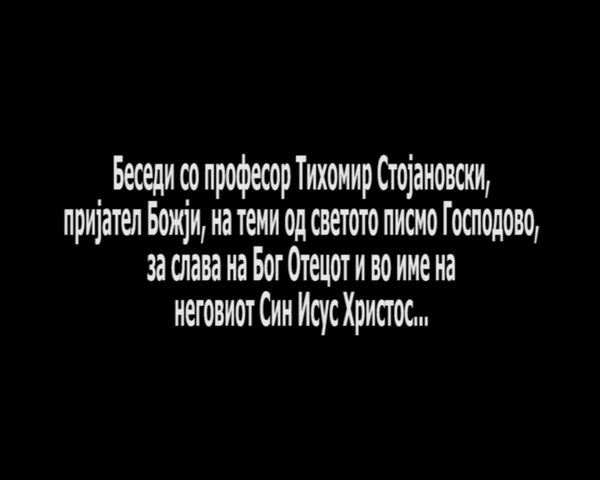 Беседи со професор Тихомир Стојановски,
пријател Божји, на теми од светото писмо Господово,
за слава на Бог Отецот и во име на
неговиот Син Исус Христос...